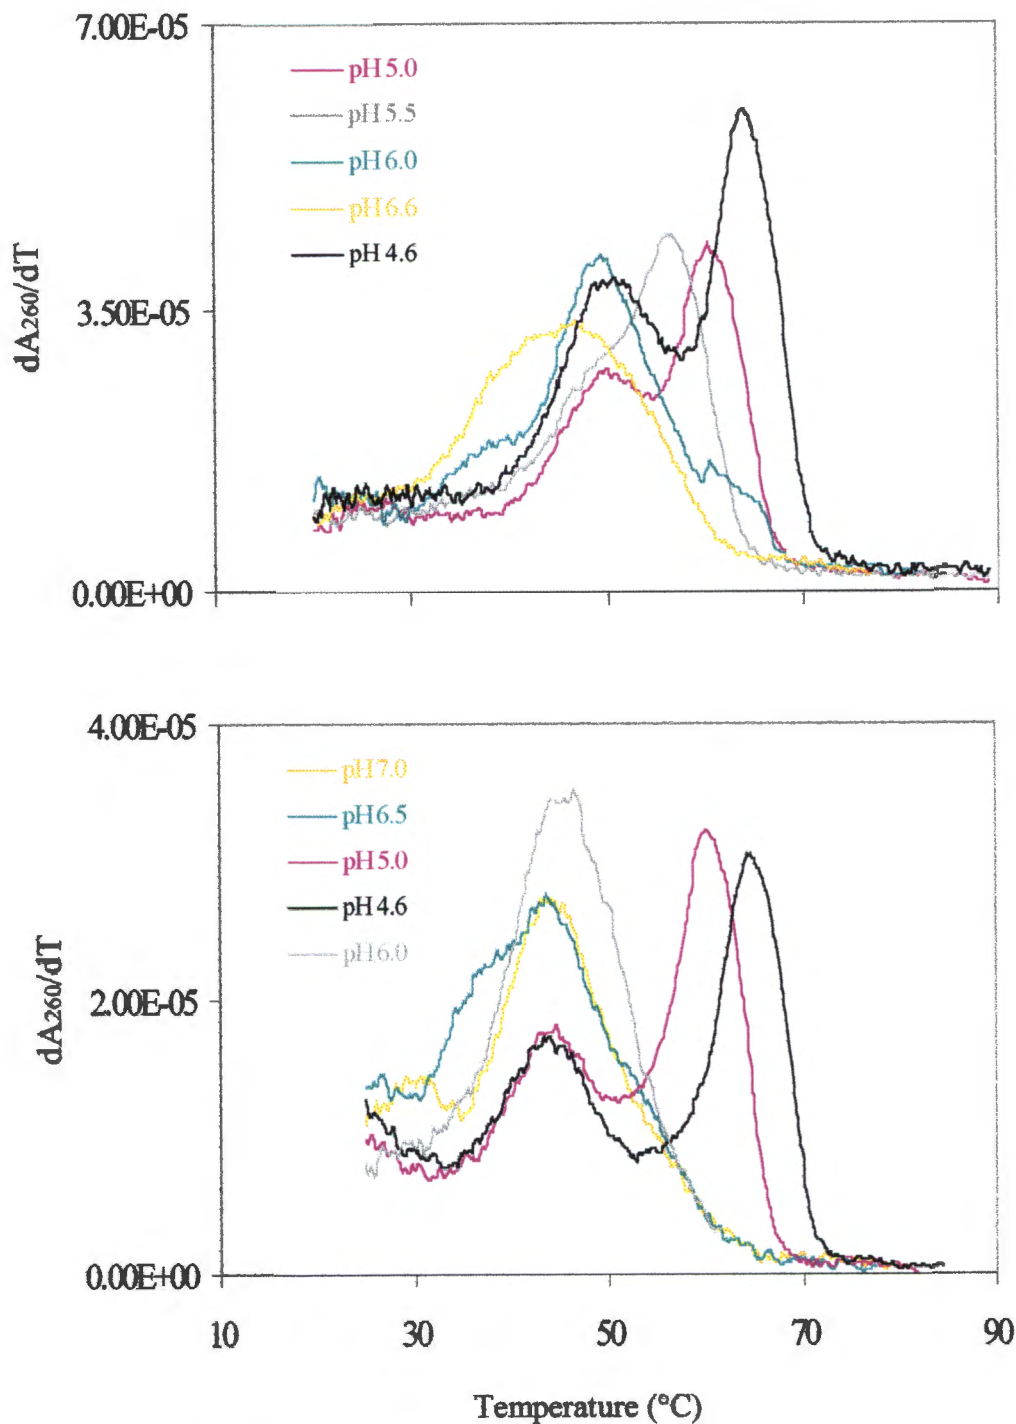 7.00E-05
pH 5.0
pH 5.5
pH 6.0
pH 6.6
pH 4.6
dA260/dT
3.50E-05
0.00E+00
4.00E-05
pH 7.0
pH 6.5
pH 5.0
pH 4.6
pH 6.0
dA260/dT
2.00E-05
0.00E+00
10 30 50 70 90
Temperature (°C)